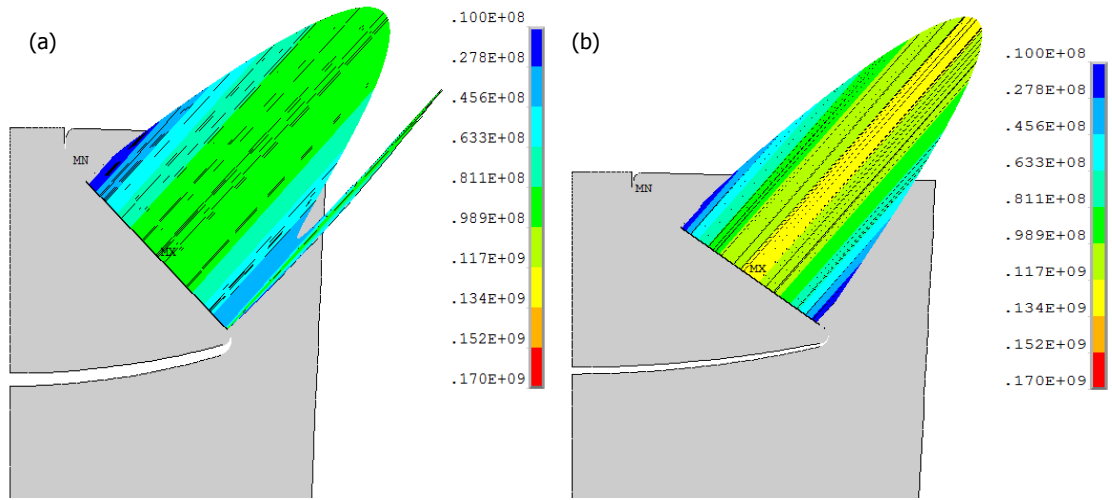 (a)
MN
MX
.100E+08
.278E+08
.456E+08
.633E+08
.811E+08
.989E+08
.117E+09
.134E+09
.152E+09
.170E+09
(b)
MN
MX
.100E+08
.278E+08
.456E+08
.633E+08
.811E+08
.989E+08
.117E+09
.134E+09
.152E+09
.170E+09